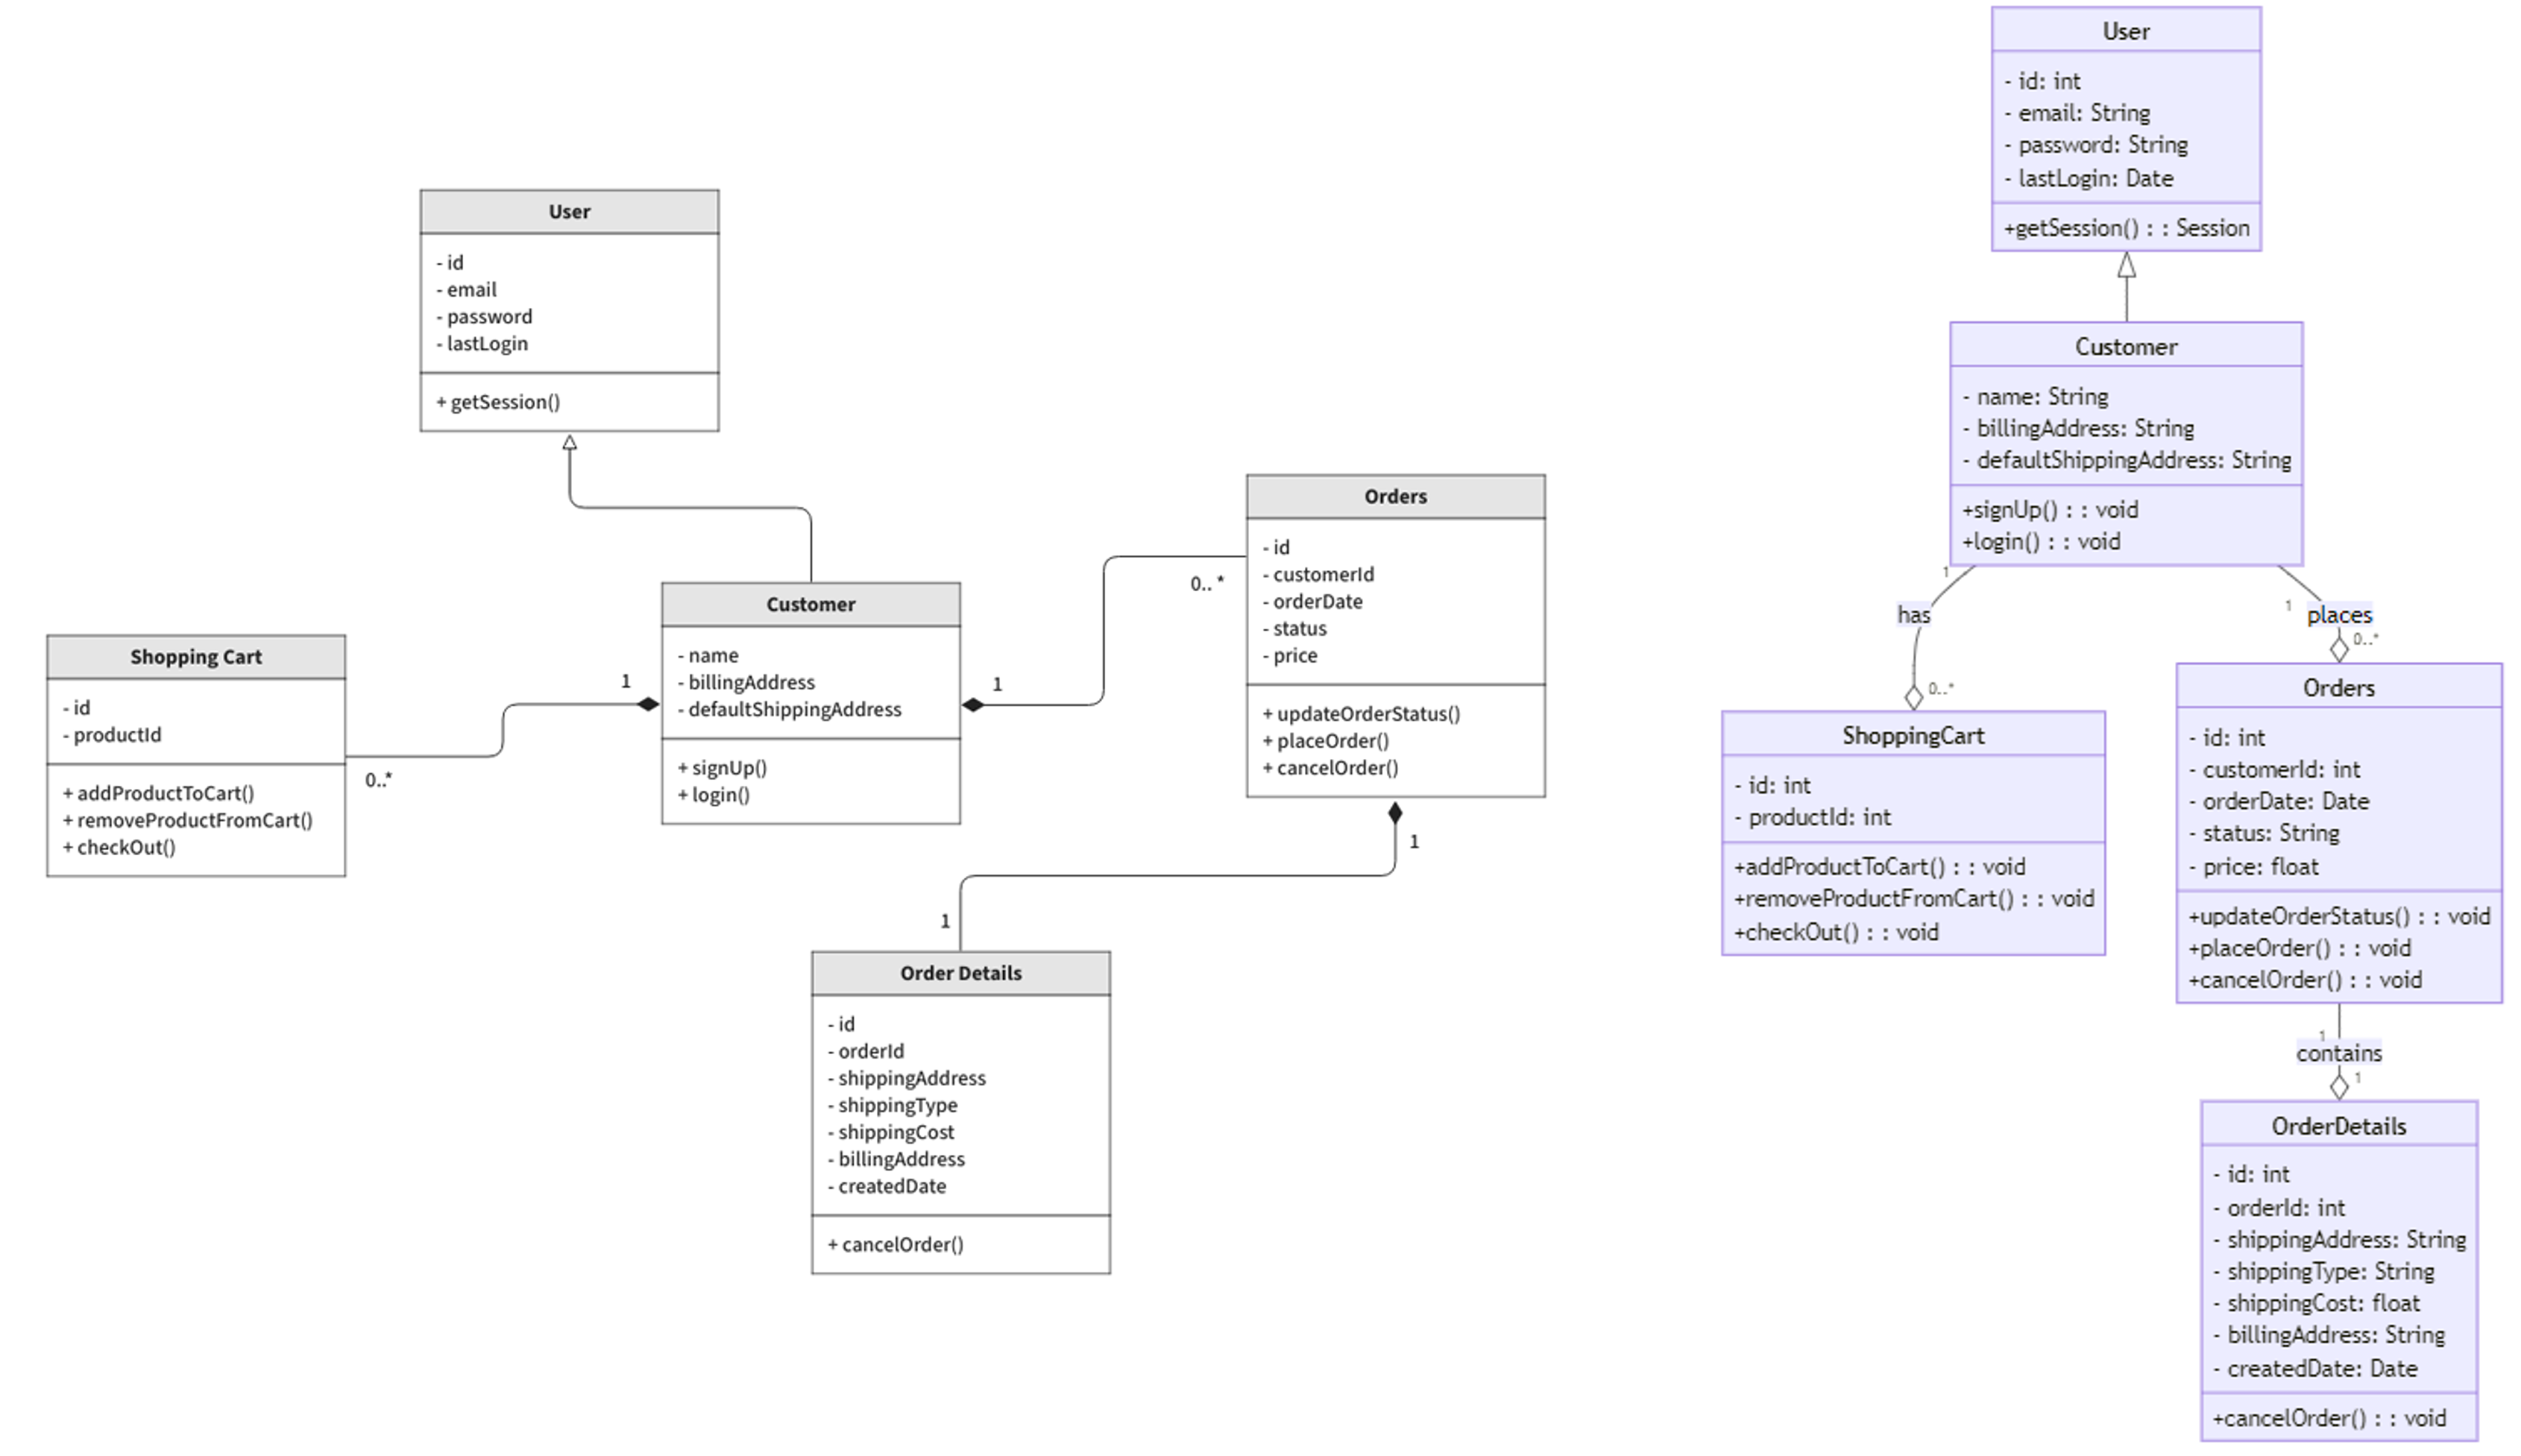 User
- id
- email
- password
- lastLogin
+ getSession()
Shopping Cart
- id
- productId
+ addProductToCart()
+ removeProductFromCart()
+ checkOut()
0..*
1
Customer
- name
- billingAddress
- defaultShippingAddress
+ signUp()
+ login()
1
0.. *
Orders
- id
- customerId
- orderDate
- status
- price
+ updateOrderStatus()
+ placeOrder()
+ cancelOrder()
1
1
Order Details
- id
- orderId
- shippingAddress
- shippingType
- shippingCost
- billingAddress
- createdDate
+ cancelOrder()
User
- id: int
- email: String
- password: String
- lastLogin: Date
+getSession() : : Session
Customer
- name: String
- billingAddress: String
- defaultShippingAddress: String
+signUp() : : void
+login() : : void
1
has
0..*
1
places
0..*
ShoppingCart
- id: int
- productId: int
+addProductToCart() : : void
+removeProductFromCart() : : void
+checkOut() : : void
Orders
- id: int
- customerId: int
- orderDate: Date
- status: String
- price: float
+updateOrderStatus() : : void
+placeOrder() : : void
+cancelOrder() : : void
1
contains
1
OrderDetails
- id: int
- orderId: int
- shippingAddress: String
- shippingType: String
- shippingCost: float
- billingAddress: String
- createdDate: Date
+cancelOrder() : : void